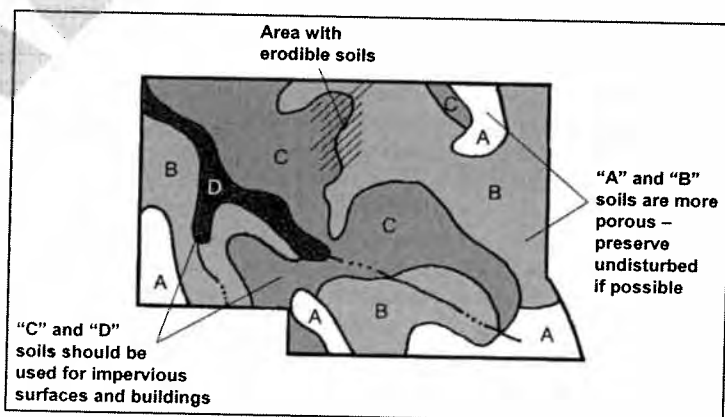 Area with
erodible soils
C
A
B
C
D
B
C
"A" and "B"
soils are more
porous –
preserve
undisturbed
if possible
A
A
B
A
"C" and "D"
soils should be
used for impervious
surfaces and buildings